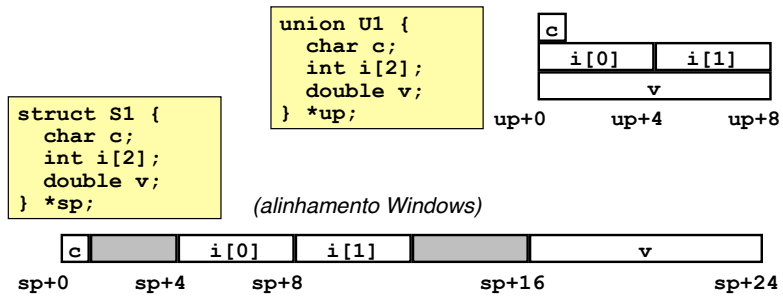 union U1 {
  char c;
  int i[2];
  double v;
} *up;
c
i[0] i[1]
v
up+0 up+4 up+8
struct S1 {
  char c;
  int i[2];
  double v;
} *sp;
(alinhamento Windows)
c i[0] i[1] v
sp+0 sp+4 sp+8 sp+16 sp+24